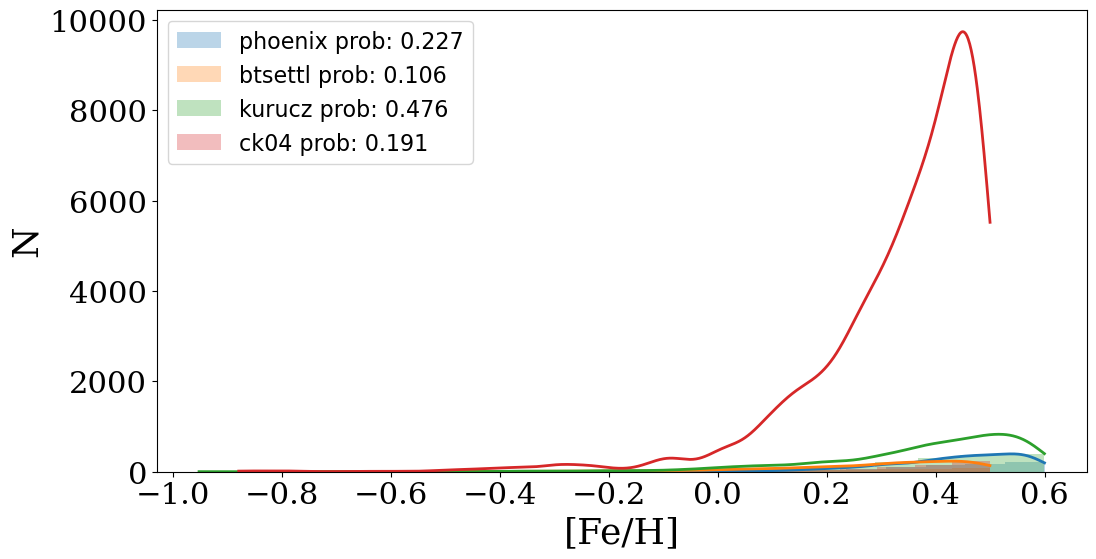 10000
8000
6000
4000
2000
0
N
phoenix prob: 0.227
btsettl prob: 0.106
kurucz prob: 0.476
ck04 prob: 0.191
−1.0 −0.8 −0.6 −0.4 −0.2 0.0 0.2 0.4 0.6
[Fe/H]